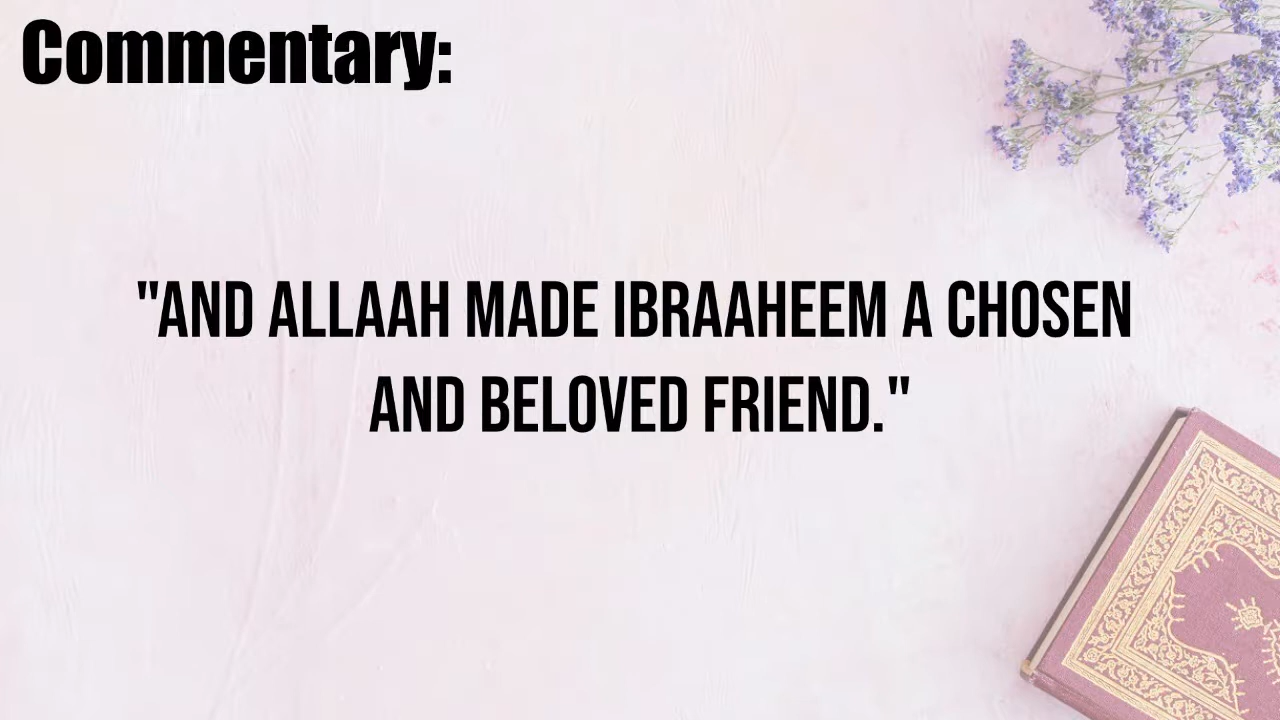 Commentary:
"AND ALLAAH MADE IBRAAHEEM A CHOSEN
AND BELOVED FRIEND."